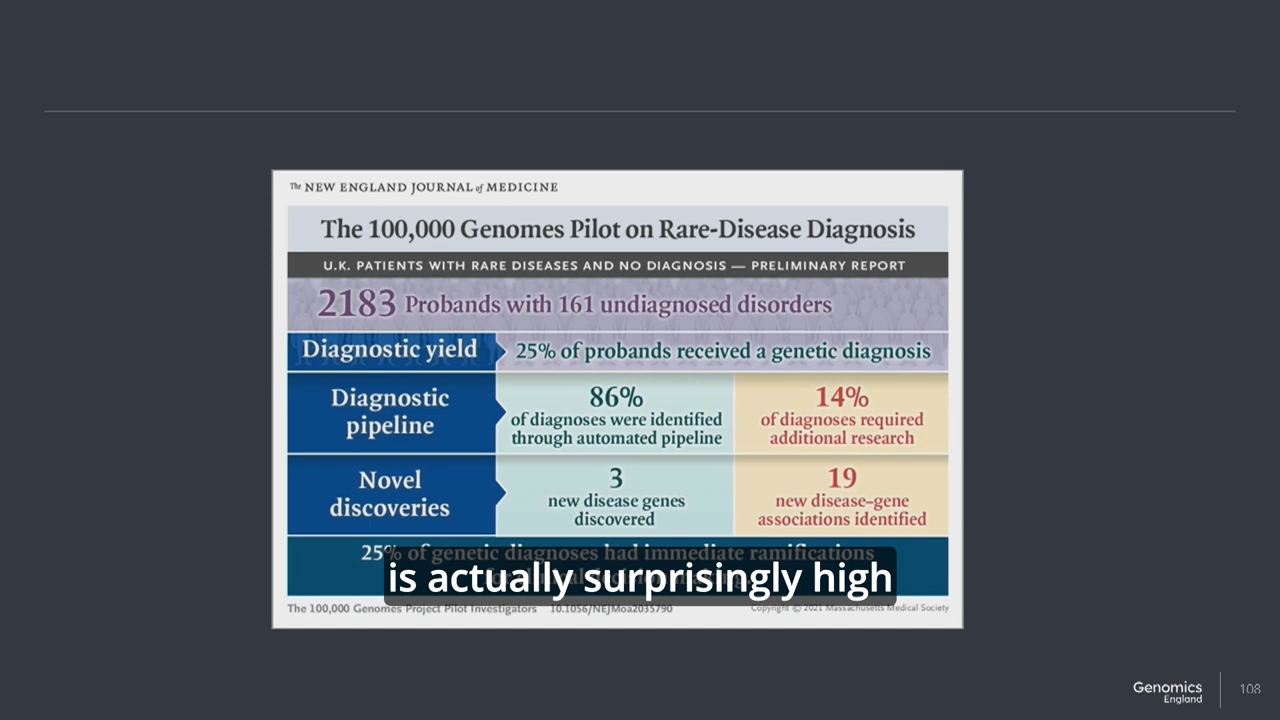 The NEW ENGLAND JOURNAL of MEDICINE
The 100,000 Genomes Pilot on Rare-Disease Diagnosis
U.K. PATIENTS WITH RARE DISEASES AND NO DIAGNOSIS — PRELIMINARY REPORT
2183 Probands with 161 undiagnosed disorders
Diagnostic yield
25% of probands received a genetic diagnosis
Diagnostic
pipeline
86%
of diagnoses were identified
through automated pipeline
14%
of diagnoses required
additional research
Novel
discoveries
3
new disease genes
discovered
19
new disease–gene
associations identified
25% of genetic diagnoses had immediate ramifications
is actually surprisingly high
The 100,000 Genomes Project Pilot Investigators 10.1056/NEJMoa2035790
Copyright © 2021 Massachusetts Medical Society
Genomics
England
108